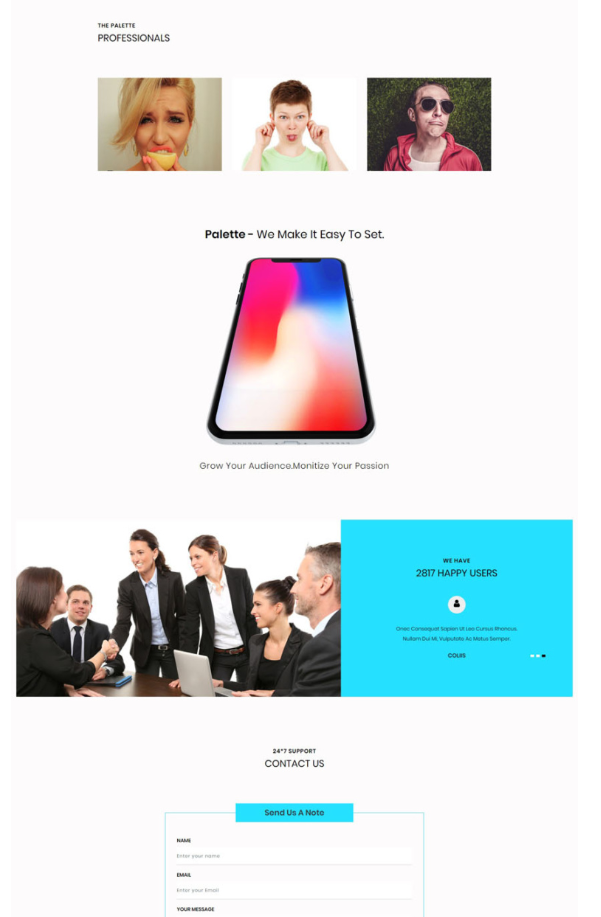 THE PALETTE
PROFESSIONALS
Palette - We Make It Easy To Set.
Grow Your Audience.Monitize Your Passion
WE HAVE
2817 HAPPY USERS
Onec Consequat Sapien Ut Leo Cursus Rhoncus.
Nullam Dui Mi, Vulputate Ac Metus Semper.
COLLIS
24*7 SUPPORT
CONTACT US
Send Us A Note
NAME
Enter your name
EMAIL
Enter your Email
YOUR MESSAGE